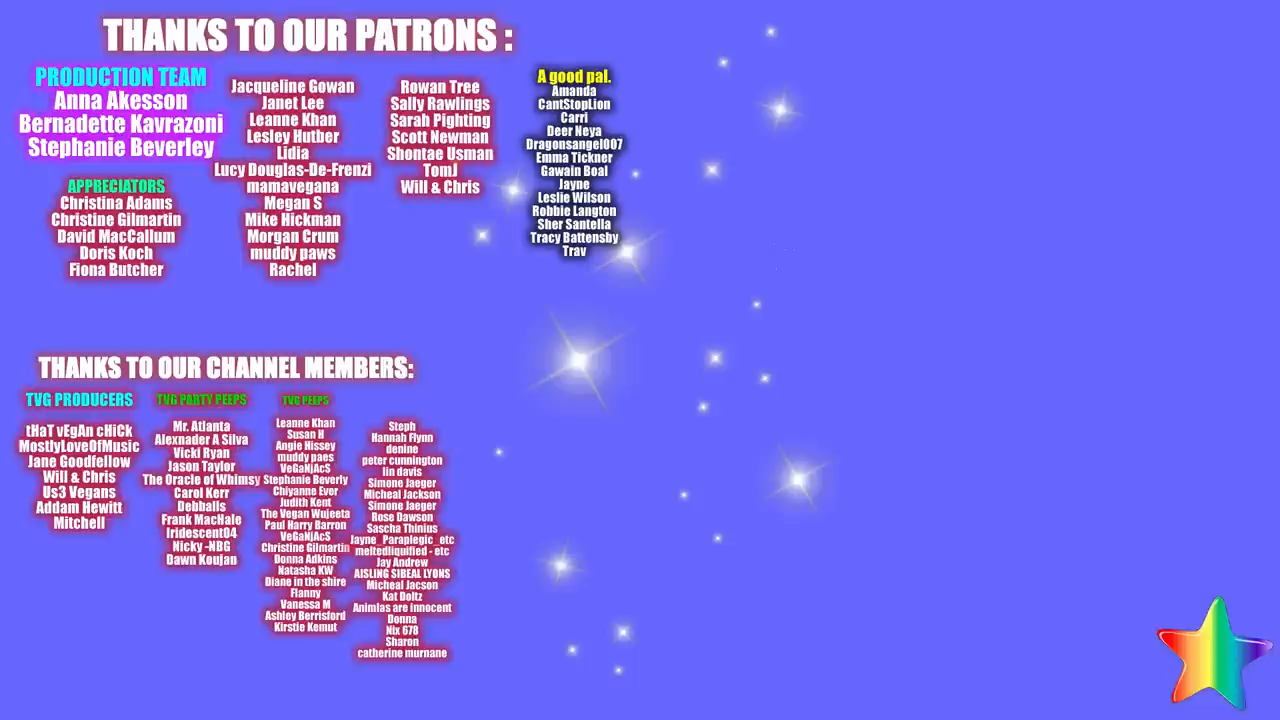 THANKS TO OUR PATRONS :
PRODUCTION TEAM
Anna Akesson
Bernadette Kavrazoni
Stephanie Beverley
APPRECIATORS
Christina Adams
Christine Gilmartin
David MacCallum
Doris Koch
Fiona Butcher
Jacqueline Gowan
Janet Lee
Leanne Khan
Lesley Hutber
Lidia
Lucy Douglas-De-Frenzi
mamavegana
Megan S
Mike Hickman
Morgan Crum
muddy paws
Rachel
Rowan Tree
Sally Rawlings
Sarah Pighting
Scott Newman
Shontae Usman
TomJ
Will & Chris
A good pal.
Amanda
CantStopLion
Carri
Deer Neya
Dragonsangel007
Emma Tickner
Gawain Boal
Jayne
Leslie Wilson
Robbie Langton
Sher Santella
Tracy Battensby
Trav
THANKS TO OUR CHANNEL MEMBERS:
TVG PRODUCERS
tHaT vEgAn cHiCk
MostlyLoveOfMusic
Jane Goodfellow
Will & Chris
Us3 Vegans
Addam Hewitt
Mitchell
TVG PARTY PEEPS
Mr. Atlanta
Alexnader A Silva
Vicki Ryan
Jason Taylor
The Oracle of Whimsy
Carol Kerr
Debballs
Frank MacHale
Iridescent04
Nicky -NBG
Dawn Koujan
TVG PEEPS
Leanne Khan
Susan H
Angie Hissey
muddy paes
VeGaNjAcS
Stephanie Beverly
Chiyanne Ever
Judith Kent
The Vegan Wujeeta
Paul Harry Barron
VeGaNjAcS
Christine Gilmartin
Donna Adkins
Natasha KW
Diane in the shire
Flanny
Vanessa M
Ashley Berrisford
Kirstie Kemut
Steph
Hannah Flynn
denine
peter cunnington
lin davis
Simone Jaeger
Micheal Jackson
Simone Jaeger
Rose Dawson
Sascha Thinius
Jayne_Paraplegic_etc
meltedliquified - etc
Jay Andrew
AISLING SIBEAL LYONS
Micheal Jacson
Kat Doltz
Animlas are innocent
Donna
Nix 678
Sharon
catherine murnane